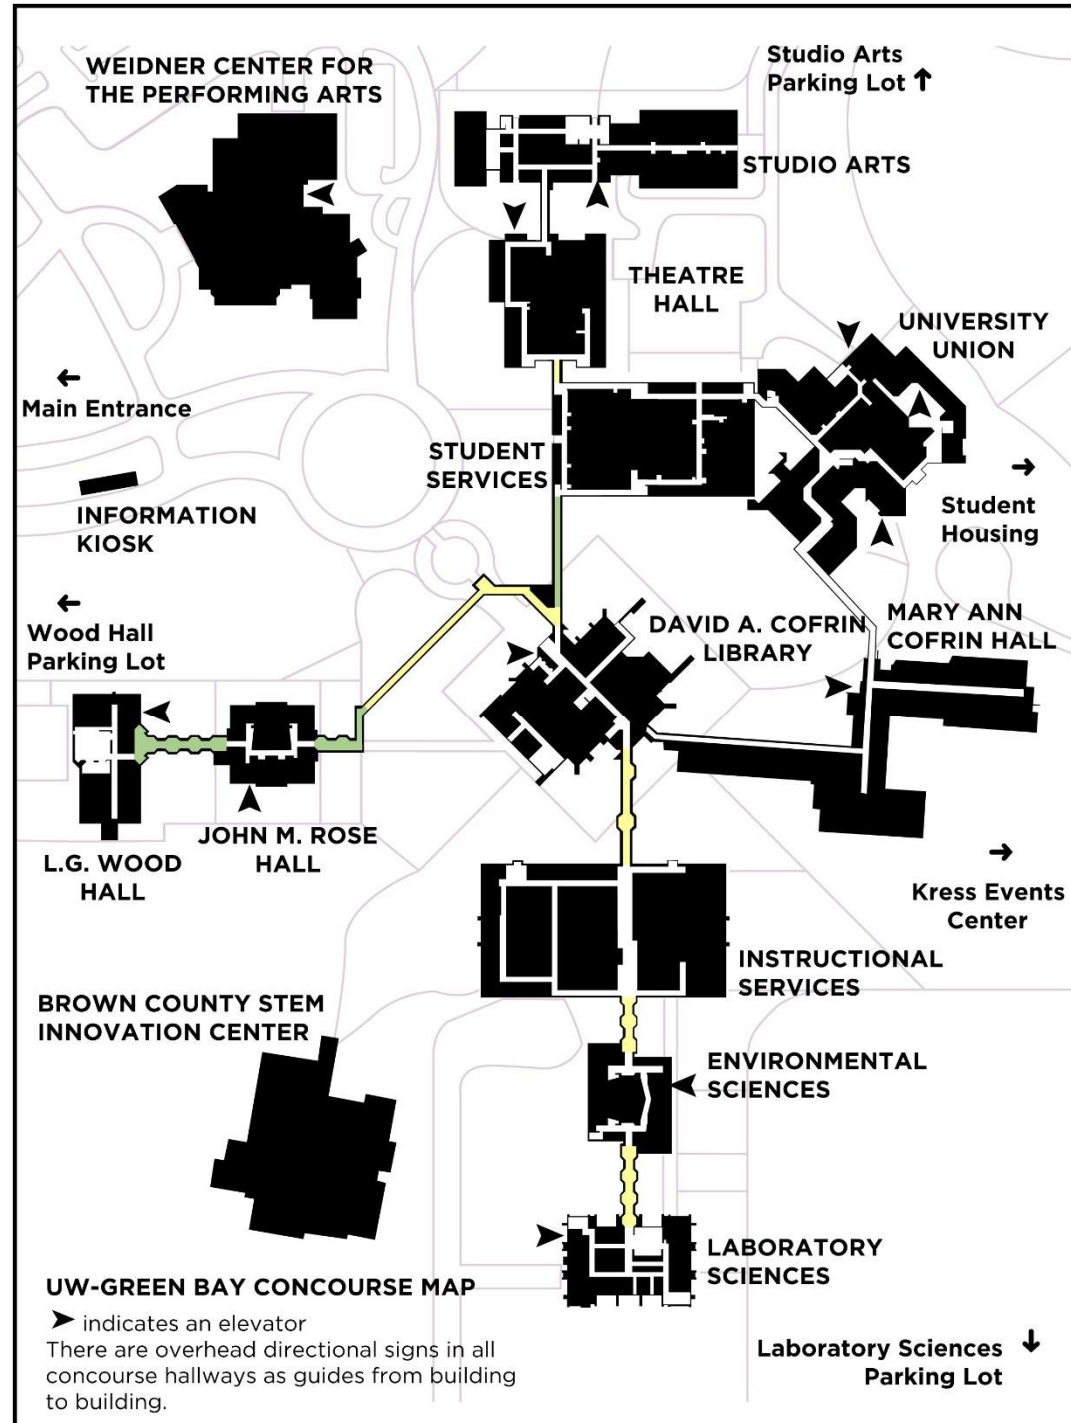 WEIDNER CENTER FOR
THE PERFORMING ARTS
Studio Arts
Parking Lot ↑
STUDIO ARTS
THEATRE
HALL
UNIVERSITY
UNION
←
Main Entrance
STUDENT
SERVICES
→
Student
Housing
INFORMATION
KIOSK
←
Wood Hall
Parking Lot
DAVID A. COFRIN
LIBRARY
MARY ANN
COFRIN HALL
L.G. WOOD
HALL
JOHN M. ROSE
HALL
→
Kress Events
Center
INSTRUCTIONAL
SERVICES
BROWN COUNTY STEM
INNOVATION CENTER
ENVIRONMENTAL
SCIENCES
LABORATORY
SCIENCES
UW-GREEN BAY CONCOURSE MAP
➤ indicates an elevator
There are overhead directional signs in all
concourse hallways as guides from building
to building.
Laboratory Sciences ↓
Parking Lot